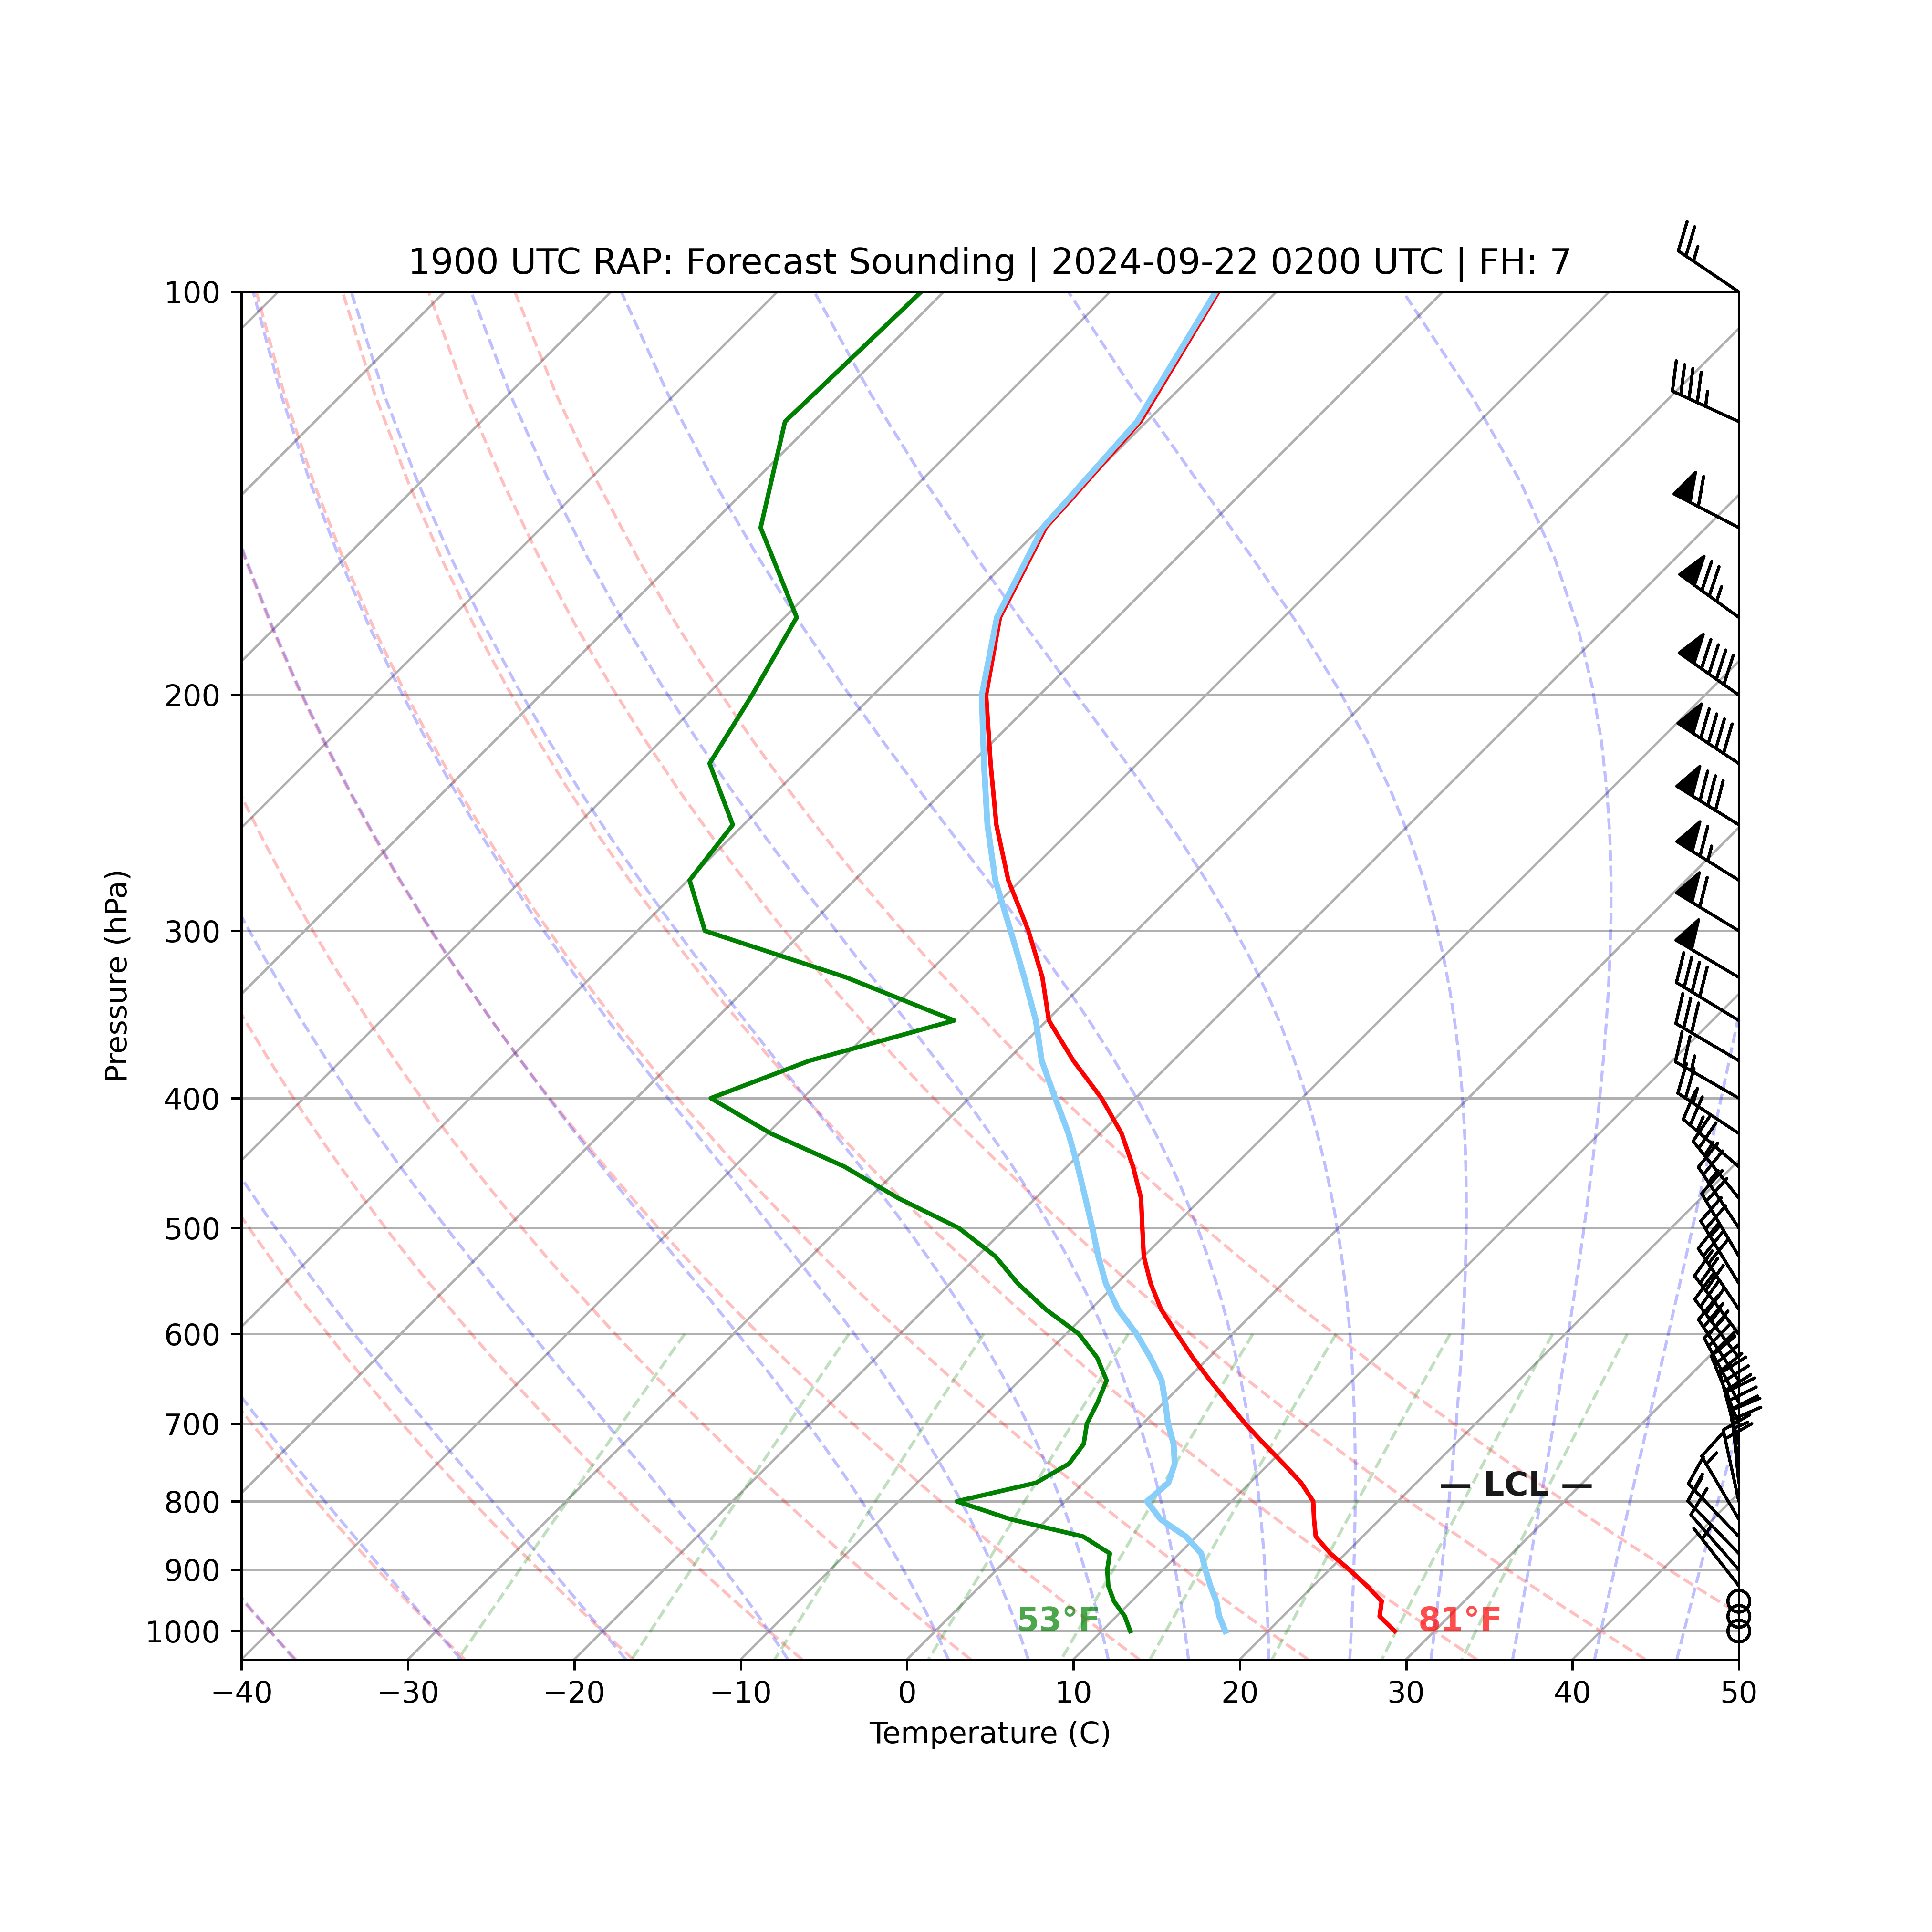 1900 UTC RAP: Forecast Sounding | 2024-09-22 0200 UTC | FH: 7
100
200
300
400
500
600
700
800
900
1000
Pressure (hPa)
— LCL —
53°F
81°F
−40 −30 −20 −10 0 10 20 30 40 50
Temperature (C)